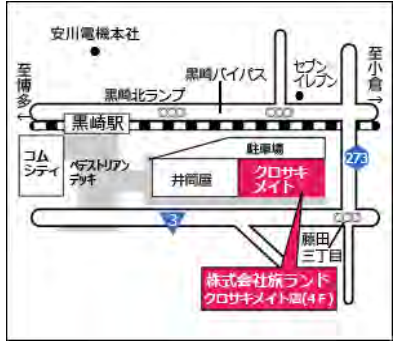 安川電機本社
至博多
←
黒崎バイパス
セブン
イレブン
至小倉
→
黒崎北ランプ
黒崎駅
コム
シティ
ペデストリアン
デッキ
駐車場
井筒屋
クロサキ
メイト
273
3
藤田
三丁目
株式会社旅ランド
クロサキメイト店(4F)